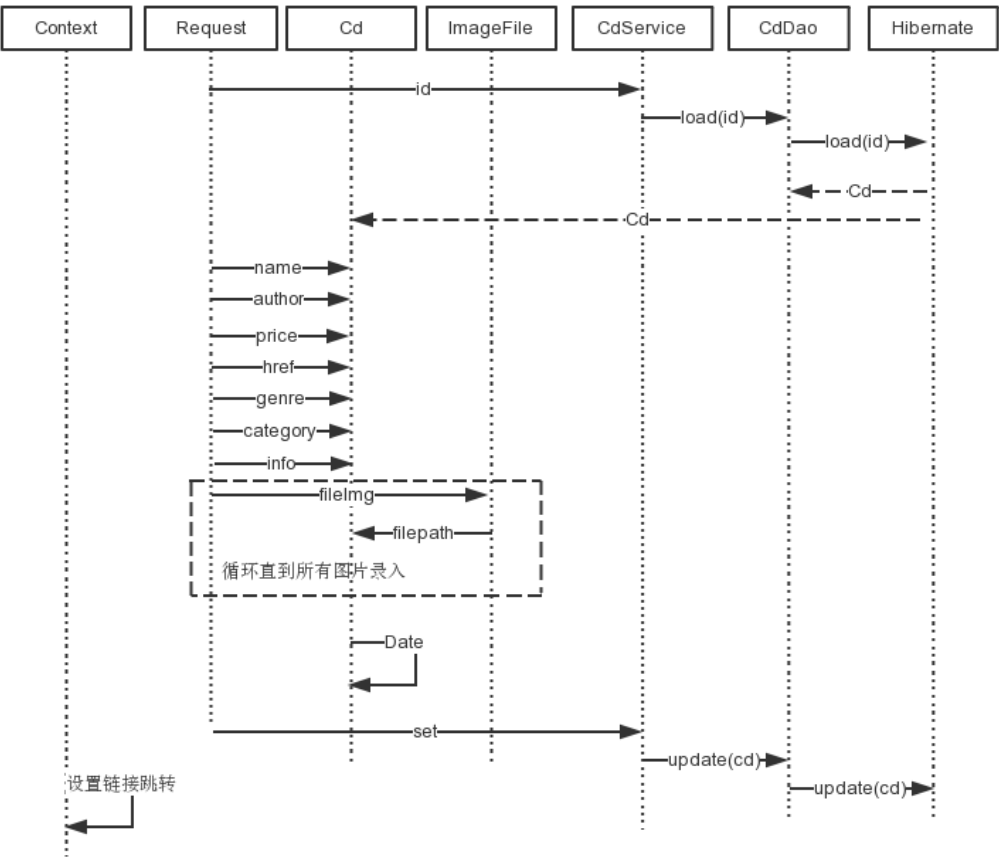 Context
Request
Cd
ImageFile
CdService
CdDao
Hibernate
id
load(id)
load(id)
Cd
Cd
name
author
price
href
genre
category
info
fileImg
filepath
循环直到所有图片录入
Date
set
update(cd)
设置链接跳转
update(cd)